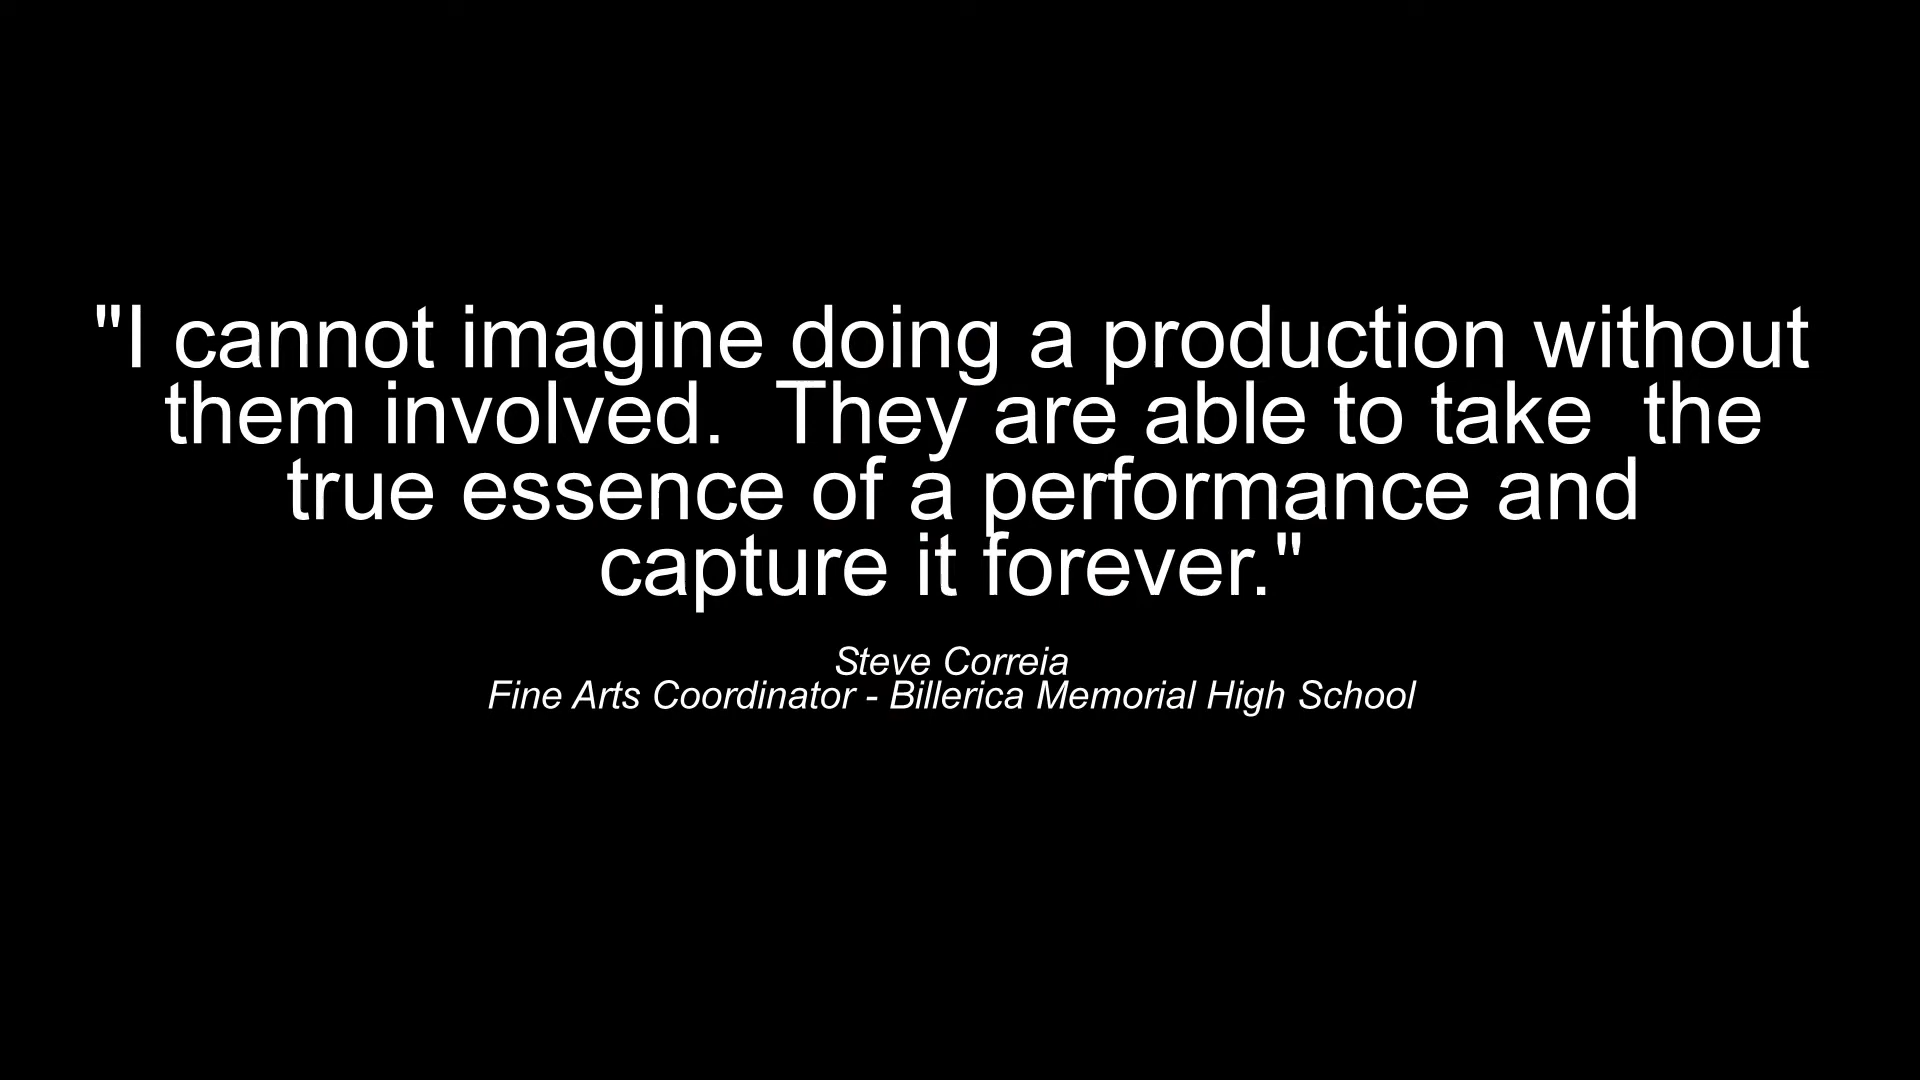 "I cannot imagine doing a production without
them involved.  They are able to take  the
true essence of a performance and
capture it forever."
Steve Correia
Fine Arts Coordinator - Billerica Memorial High School